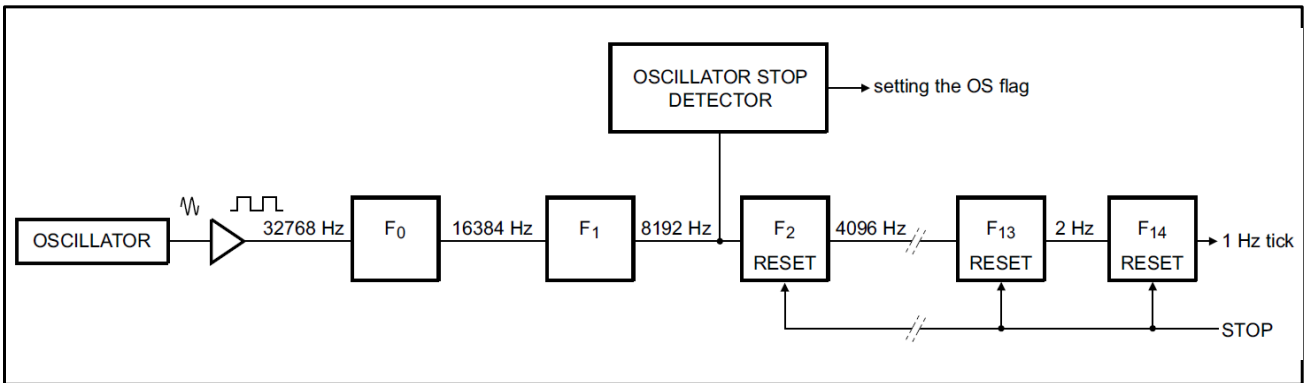 OSCILLATOR STOP
DETECTOR
setting the OS flag
OSCILLATOR
32768 Hz
F0
16384 Hz
F1
8192 Hz
F2
RESET
4096 Hz
F13
RESET
2 Hz
F14
RESET
1 Hz tick
STOP